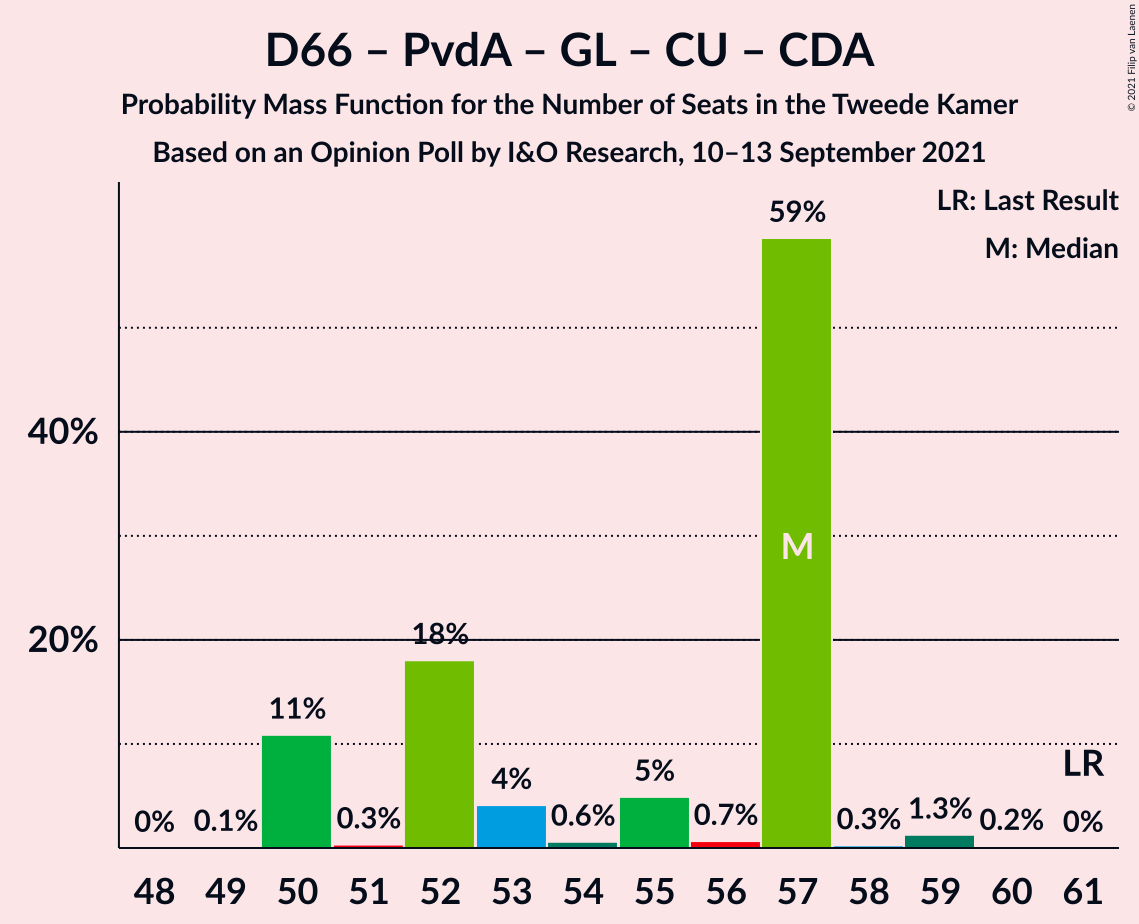 D66 – PvdA – GL – CU – CDA
Probability Mass Function for the Number of Seats in the Tweede Kamer
Based on an Opinion Poll by I&O Research, 10–13 September 2021
© 2021 Filip van Laenen
LR: Last Result
M: Median
59%
40%
M
20%
18%
11%
LR
4%
5%
0%
0.1%
0.3%
0.6%
0.7%
0.3%
1.3%
0.2%
0%
48 49 50 51 52 53 54 55 56 57 58 59 60 61